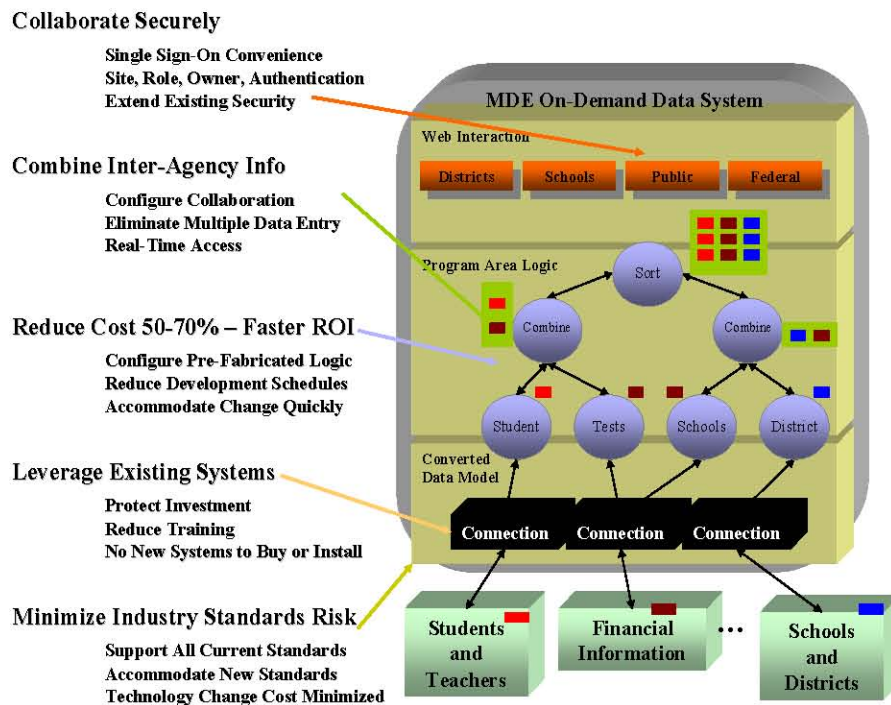 Collaborate Securely
Single Sign-On Convenience
Site, Role, Owner, Authentication
Extend Existing Security
Combine Inter-Agency Info
Configure Collaboration
Eliminate Multiple Data Entry
Real-Time Access
Reduce Cost 50-70% – Faster ROI
Configure Pre-Fabricated Logic
Reduce Development Schedules
Accommodate Change Quickly
Leverage Existing Systems
Protect Investment
Reduce Training
No New Systems to Buy or Install
Minimize Industry Standards Risk
Support All Current Standards
Accommodate New Standards
Technology Change Cost Minimized
MDE On-Demand Data System
Web Interaction
Districts
Schools
Public
Federal
Program Area Logic
Sort
Combine
Combine
Student
Tests
Schools
District
Converted
Data Model
Connection
Connection
Connection
Students
and
Teachers
Financial
Information
...
Schools
and
Districts